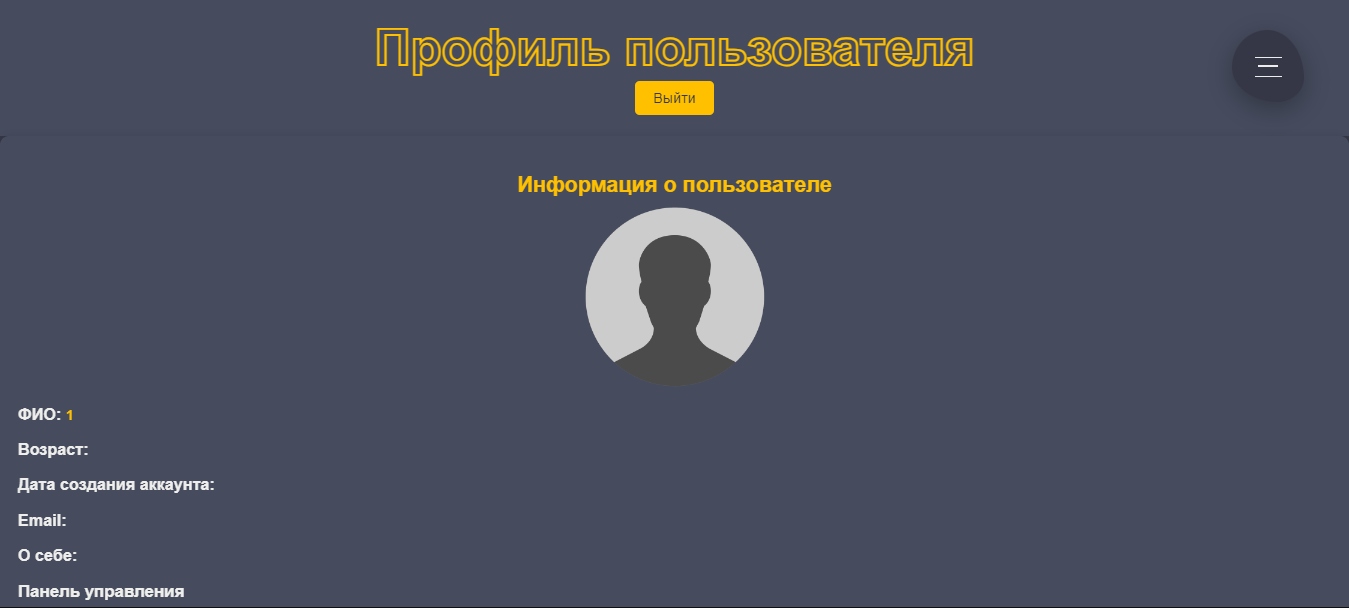 Профиль пользователя
Выйти
Информация о пользователе
ФИО: 1
Возраст:
Дата создания аккаунта:
Email:
О себе:
Панель управления